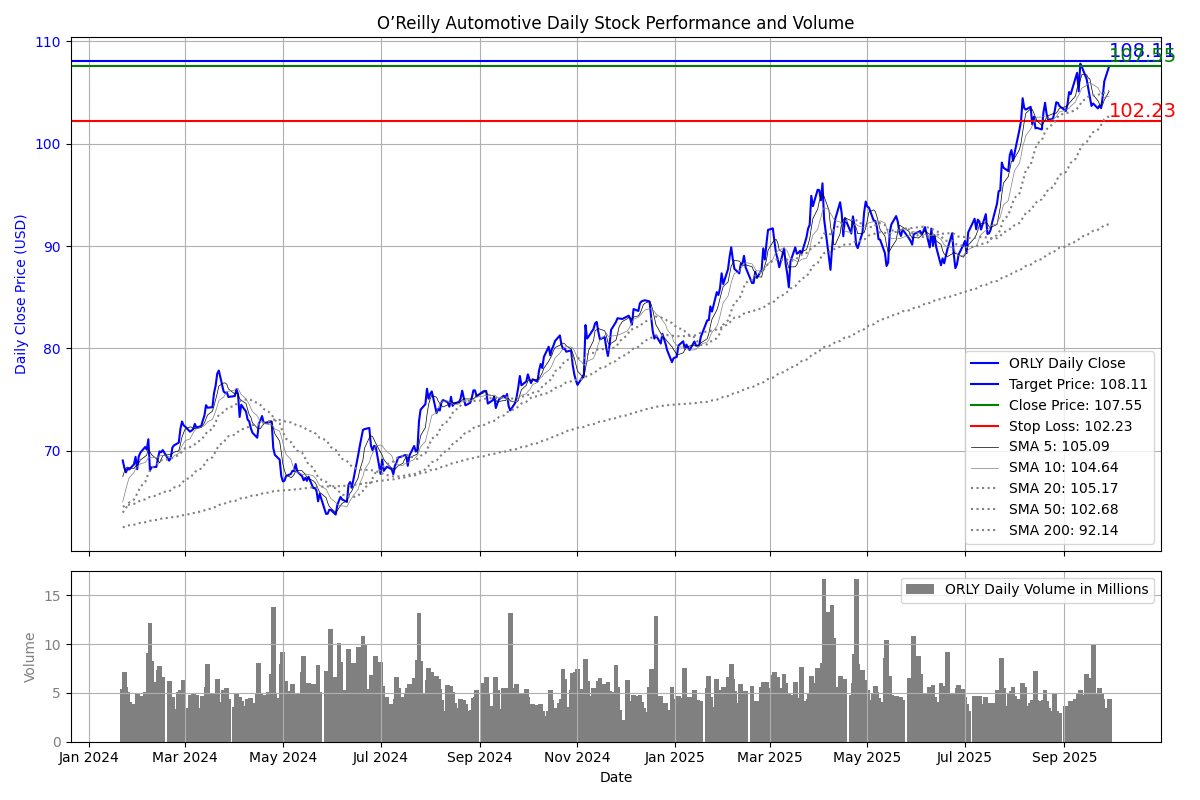 O’Reilly Automotive Daily Stock Performance and Volume
110
100
90
80
70
Daily Close Price (USD)
108.11
107.55
102.23
ORLY Daily Close
Target Price: 108.11
Close Price: 107.55
Stop Loss: 102.23
SMA 5: 105.09
SMA 10: 104.64
SMA 20: 105.17
SMA 50: 102.68
SMA 200: 92.14
15
10
5
0
Volume
ORLY Daily Volume in Millions
Jan 2024 Mar 2024 May 2024 Jul 2024 Sep 2024 Nov 2024 Jan 2025 Mar 2025 May 2025 Jul 2025 Sep 2025
Date